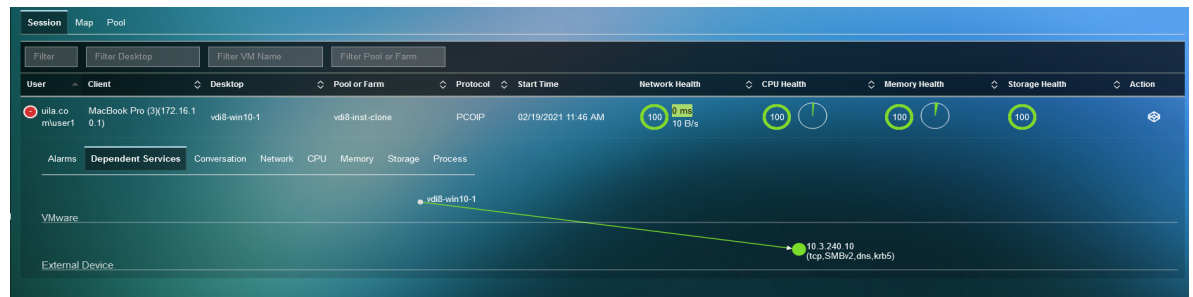 Session Map Pool
Filter Filter Desktop Filter VM Name Filter Pool or Farm
User Client Desktop Pool or Farm Protocol Start Time Network Health CPU Health Memory Health Storage Health Action
uila.co MacBook Pro (3)(172.16.1 vdi8-win10-1 vdi8-inst-clone PCOIP 02/19/2021 11:46 AM 100 0 ms 100 100 100
m\user1 0.1) 10 B/s
Alarms Dependent Services Conversation Network CPU Memory Storage Process
vdi8-win10-1
VMware
10.3.240.10
(tcp,SMBv2,dns,krb5)
External Device